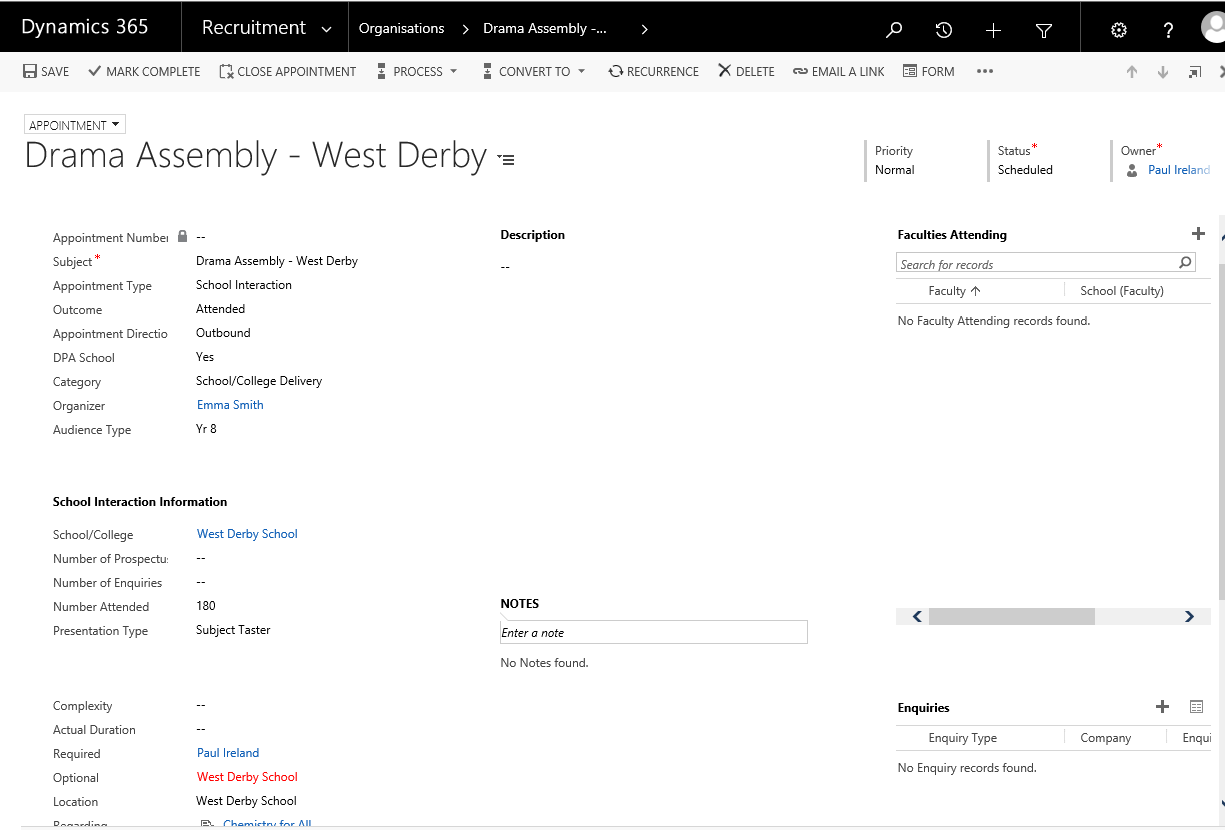 Dynamics 365 Recruitment Organisations Drama Assembly -...
SAVE MARK COMPLETE CLOSE APPOINTMENT PROCESS CONVERT TO RECURRENCE DELETE EMAIL A LINK FORM
APPOINTMENT
Drama Assembly - West Derby
Priority
Normal
Status*
Scheduled
Owner*
Paul Ireland
Appointment Number --
Subject* Drama Assembly - West Derby
Appointment Type School Interaction
Outcome Attended
Appointment Directio Outbound
DPA School Yes
Category School/College Delivery
Organizer Emma Smith
Audience Type Yr 8
School Interaction Information
School/College West Derby School
Number of Prospectu --
Number of Enquiries --
Number Attended 180
Presentation Type Subject Taster
Complexity --
Actual Duration --
Required Paul Ireland
Optional West Derby School
Location West Derby School
Regarding Chemistry for All
Description
--
NOTES
Enter a note
No Notes found.
Faculties Attending
Search for records
Faculty School (Faculty)
No Faculty Attending records found.
Enquiries
Enquiry Type Company Enqui
No Enquiry records found.